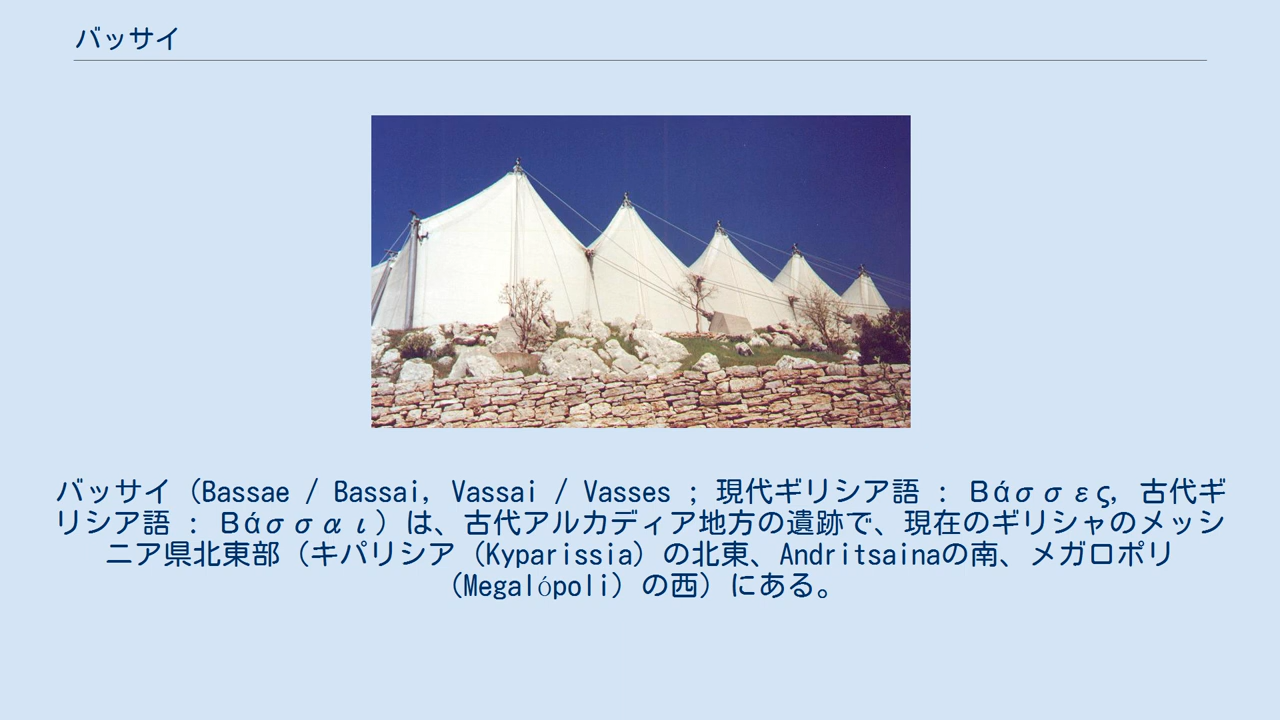 バッサイ
バッサイ（Bassae / Bassai, Vassai / Vasses ; 現代ギリシア語 : Βάσσες, 古代ギ
リシア語 : Βάσσαι）は、古代アルカディア地方の遺跡で、現在のギリシャのメッシ
ニア県北東部（キパリシア（Kyparissia）の北東、Andritsainaの南、メガロポリ
（Megalópoli）の西）にある。